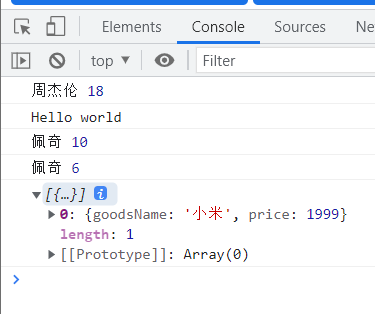 Elements Console Sources Ne
top Filter
周杰伦 18
Hello world
佩奇 10
佩奇 6
[{…}] i
0: {goodsName: '小米', price: 1999}
length: 1
[[Prototype]]: Array(0)